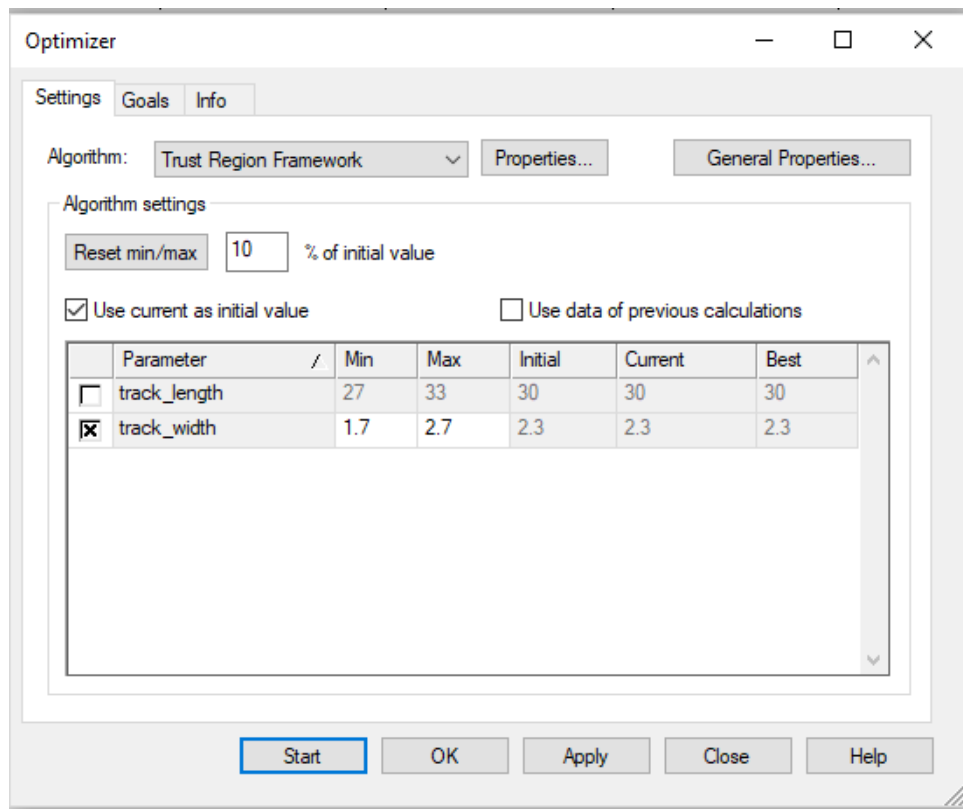 Optimizer
Settings Goals Info
Algorithm: Trust Region Framework Properties... General Properties...
Algorithm settings
Reset min/max 10 % of initial value
Use current as initial value Use data of previous calculations
Parameter / Min Max Initial Current Best
track_length 27 33 30 30 30
track_width 1.7 2.7 2.3 2.3 2.3
Start OK Apply Close Help